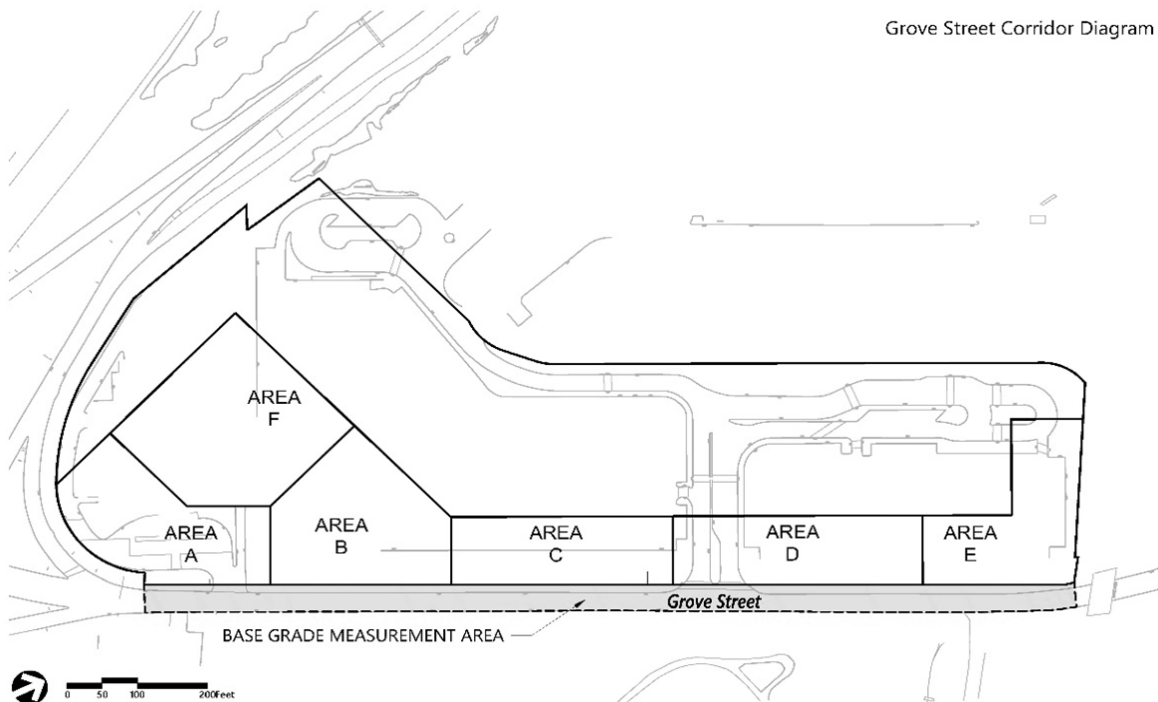 Grove Street Corridor Diagram
AREA
F
AREA
A
AREA
B
AREA
C
AREA
D
AREA
E
Grove Street
BASE GRADE MEASUREMENT AREA
0 50 100 200Feet